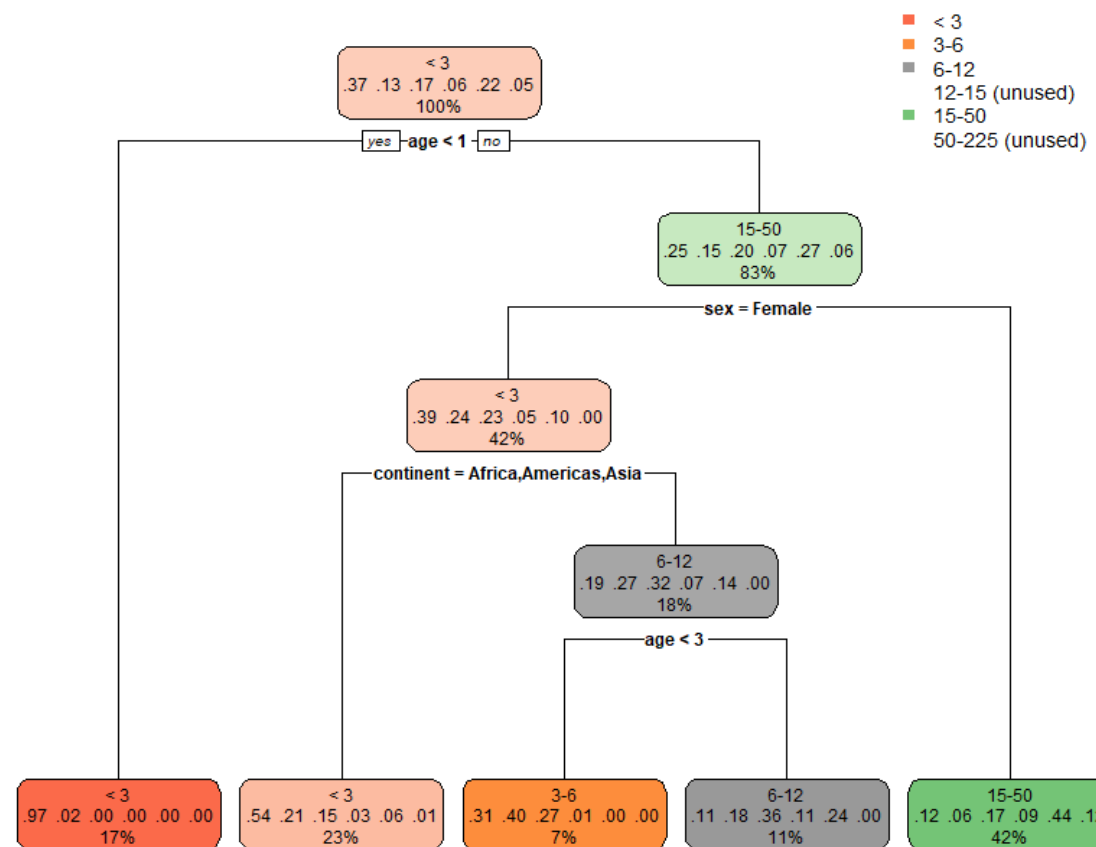 < 3
3-6
6-12
12-15 (unused)
15-50
50-225 (unused)
< 3
.37 .13 .17 .06 .22 .05
100%
yes age < 1 no
15-50
.25 .15 .20 .07 .27 .06
83%
sex = Female
< 3
.39 .24 .23 .05 .10 .00
42%
continent = Africa,Americas,Asia
6-12
.19 .27 .32 .07 .14 .00
18%
age < 3
< 3
.97 .02 .00 .00 .00 .00
17%
< 3
.54 .21 .15 .03 .06 .01
23%
3-6
.31 .40 .27 .01 .00 .00
7%
6-12
.11 .18 .36 .11 .24 .00
11%
15-50
.12 .06 .17 .09 .44
42%